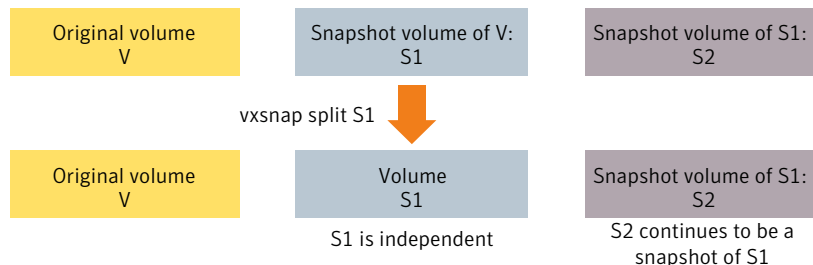 Original volume
V
Snapshot volume of V:
S1
Snapshot volume of S1:
S2
vxsnap split S1
Original volume
V
Volume
S1
Snapshot volume of S1:
S2
S1 is independent
S2 continues to be a
snapshot of S1